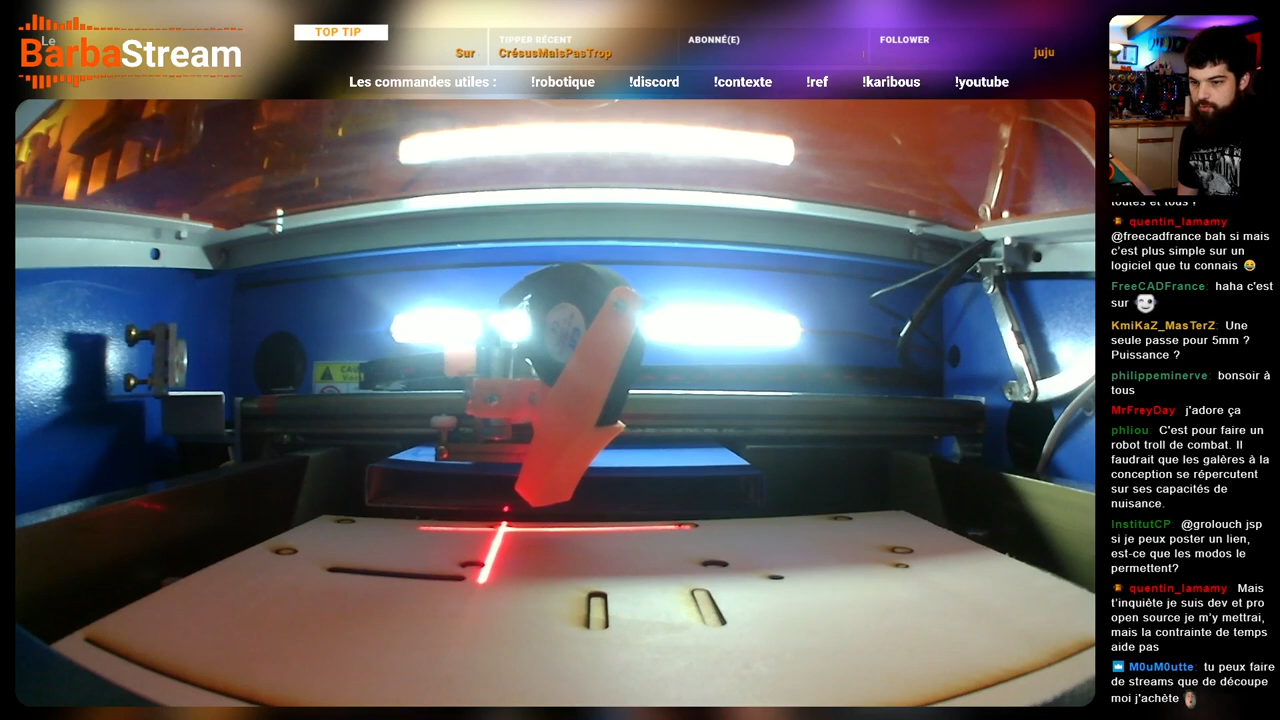 Le
BarbaStream
TOP TIP
Sur
TIPPER RÉCENT
CrésusMaisPasTrop
ABONNÉ(E)
FOLLOWER
juju
Les commandes utiles : !robotique !discord !contexte !ref !karibous !youtube
toutes et tous !
quentin_lamamy
@freecadfrance bah si mais
c'est plus simple sur un
logiciel que tu connais 😅
FreeCADFrance: haha c'est
sur
KmiKaZ_MasTerZ: Une
seule passe pour 5mm ?
Puissance ?
philippeminerve: bonsoir à
tous
MrFreyDay: j'adore ça
phliou: C'est pour faire un
robot troll de combat. Il
faudrait que les galères à la
conception se répercutent
sur ses capacités de
nuisance.
InstitutCP: @grolouch jsp
si je peux poster un lien,
est-ce que les modos le
permettent?
quentin_lamamy: Mais
t'inquiète je suis dev et pro
open source je m'y mettrai,
mais la contrainte de temps
aide pas
M0uM0utte: tu peux faire
de streams que de découpe
moi j'achète